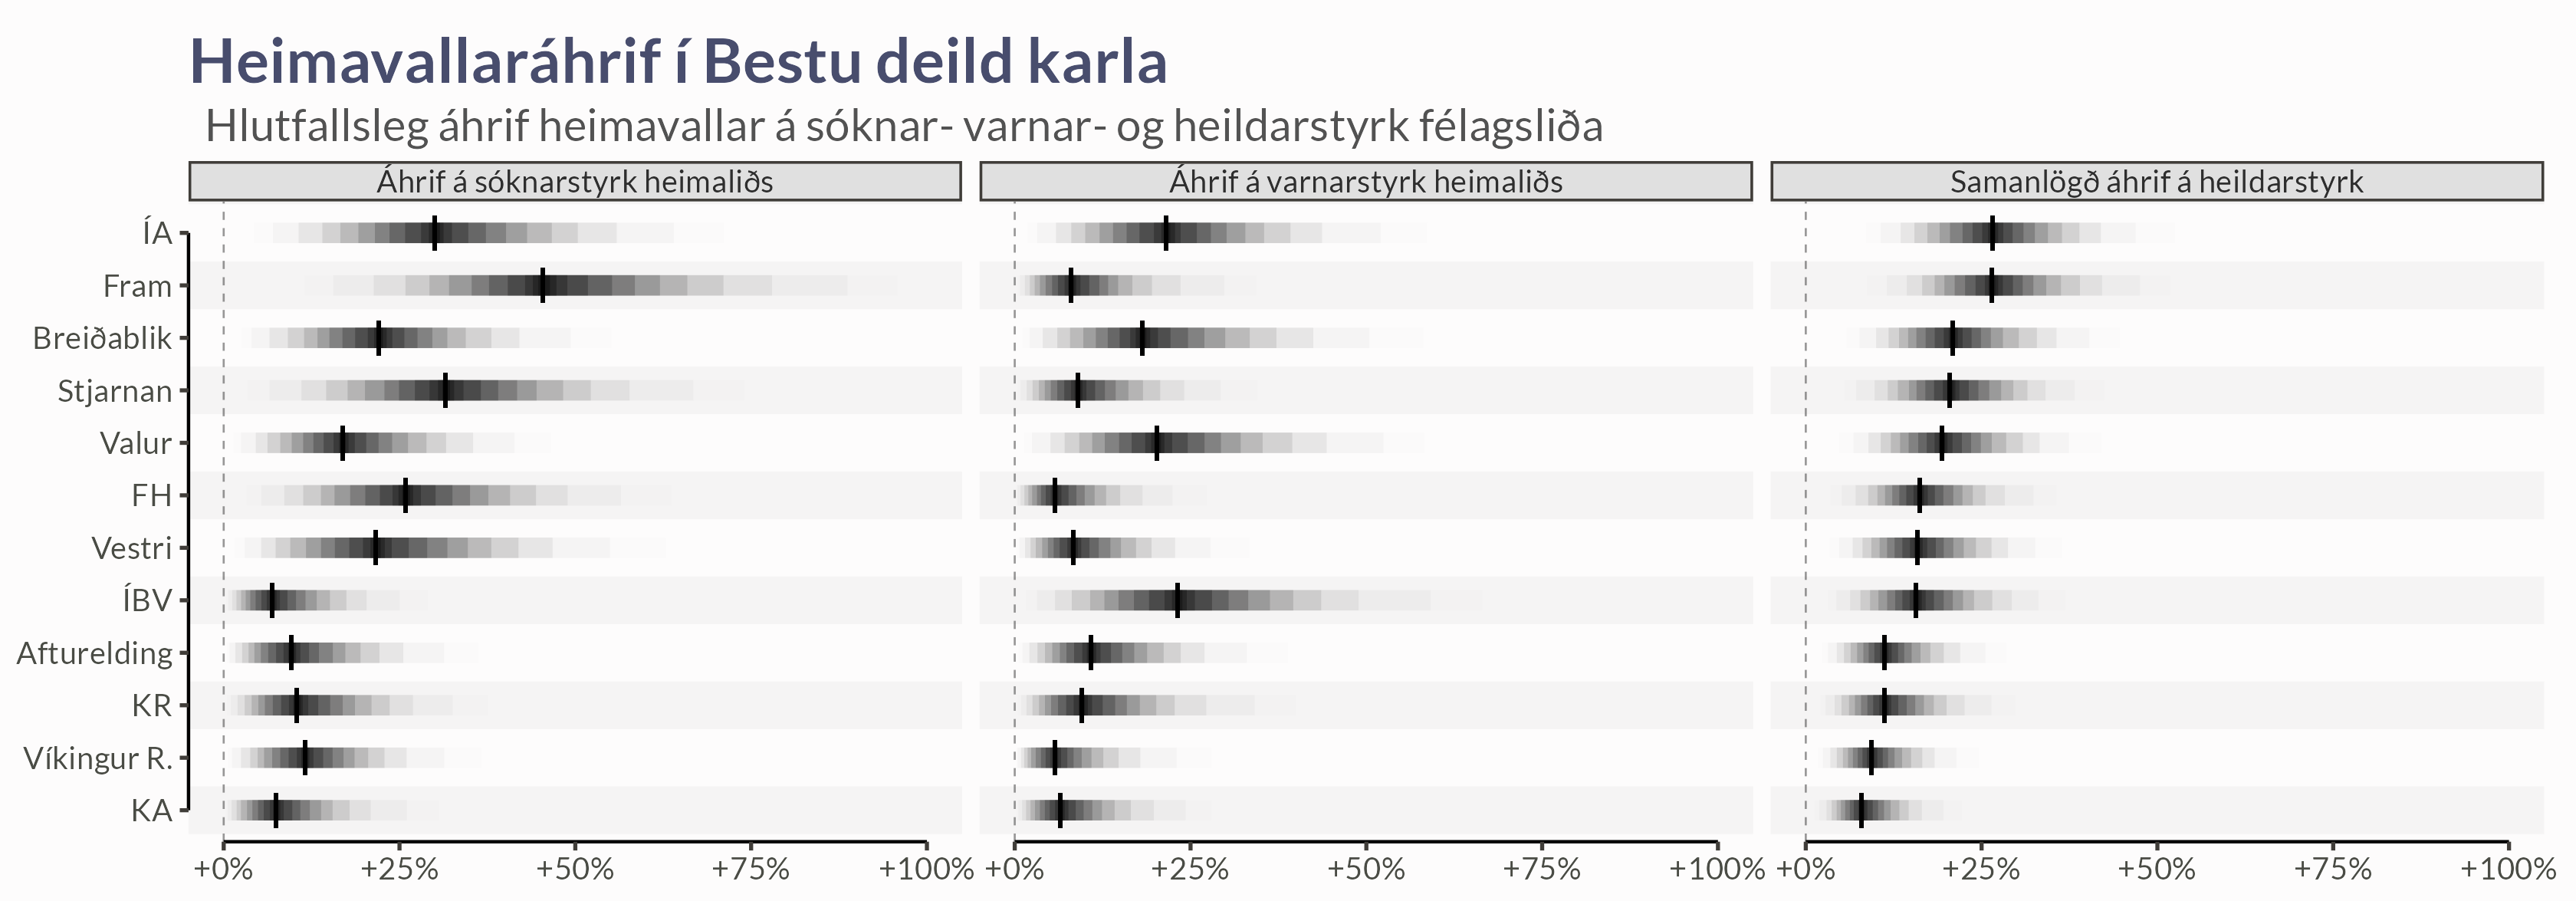 Heimavallaráhrif í Bestu deild karla
Hlutfallsleg áhrif heimavallar á sóknar- varnar- og heildarstyrk félagsliða
Áhrif á sóknarstyrk heimaliðs
Áhrif á varnarstyrk heimaliðs
Samanlögð áhrif á heildarstyrk
ÍA
Fram
Breiðablik
Stjarnan
Valur
FH
Vestri
ÍBV
Afturelding
KR
Víkingur R.
KA
+0% +25% +50% +75% +100%
+0% +25% +50% +75% +100%
+0% +25% +50% +75% +100%